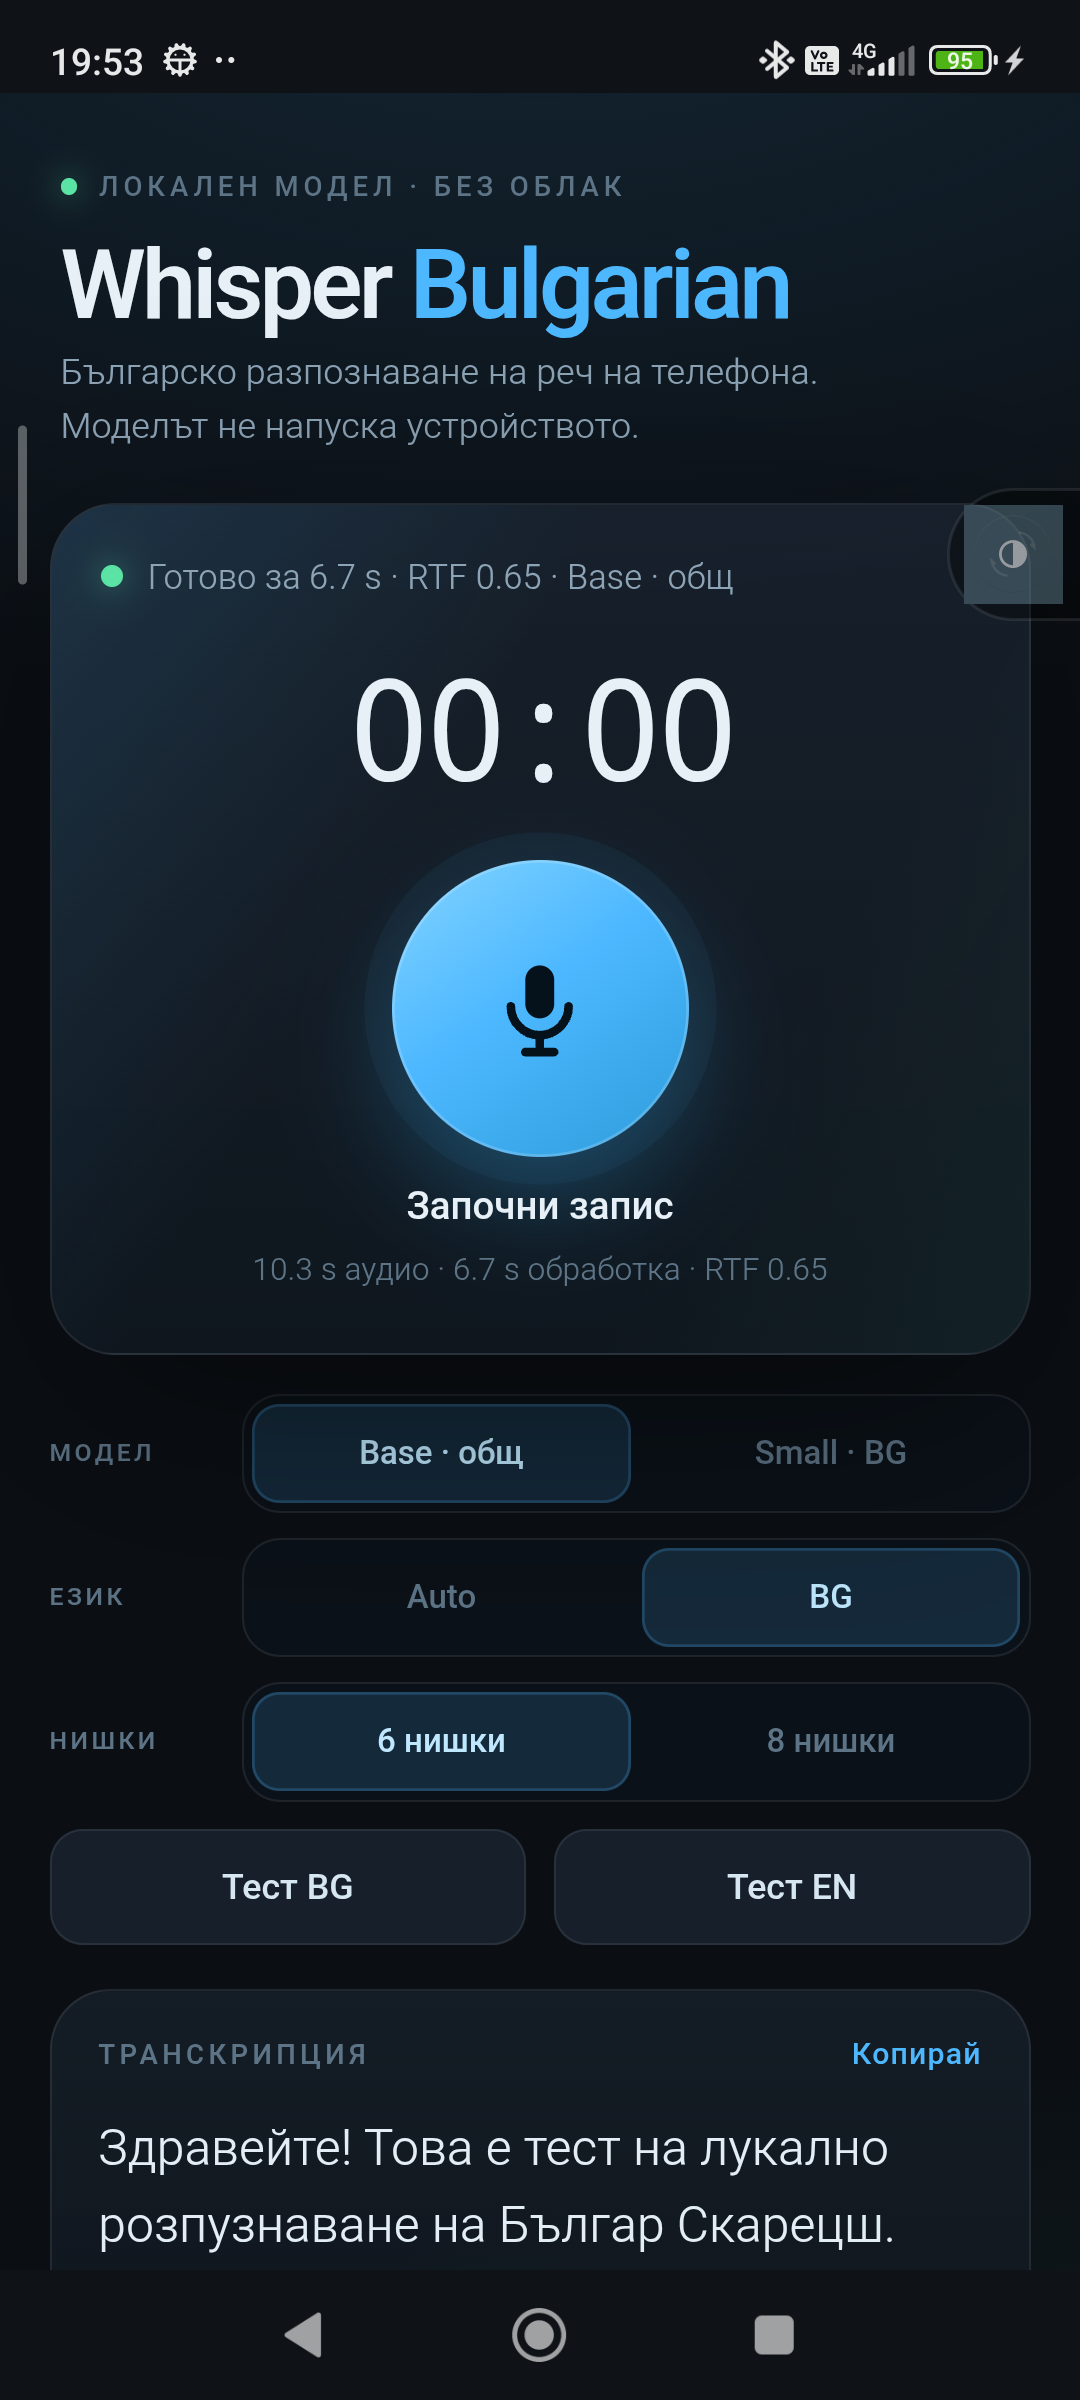 19:53
Vo LTE
4G
95
ЛОКАЛЕН МОДЕЛ · БЕЗ ОБЛАК
Whisper Bulgarian
Българско разпознаване на реч на телефона.
Моделът не напуска устройството.
Готово за 6.7 s · RTF 0.65 · Base · общ
00:00
Започни запис
10.3 s аудио · 6.7 s обработка · RTF 0.65
МОДЕЛ
Base · общ
Small · BG
ЕЗИК
Auto
BG
НИШКИ
6 нишки
8 нишки
Тест BG
Тест EN
ТРАНСКРИПЦИЯ
Копирай
Здравейте! Това е тест на лукално
розпузнаване на Българ Скарецш.